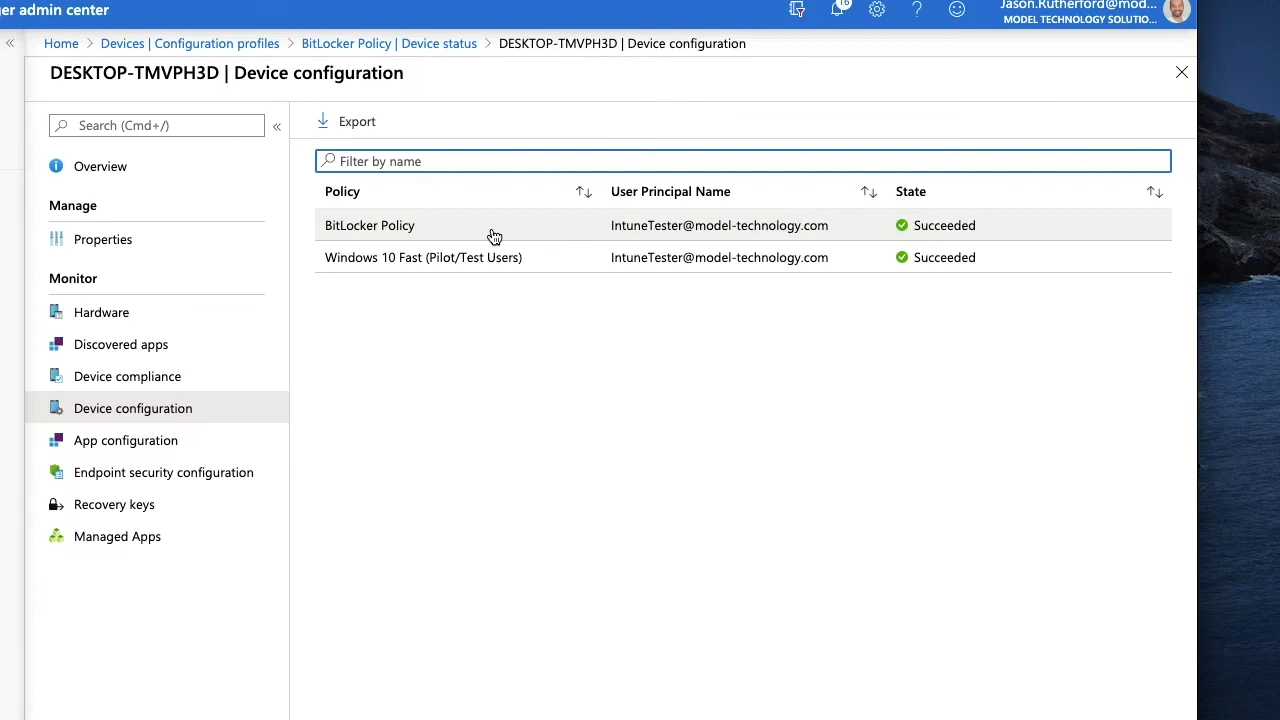 ger admin center
16
Jason.Rutherford@mod...
MODEL TECHNOLOGY SOLUTIO...
Home > Devices | Configuration profiles > BitLocker Policy | Device status > DESKTOP-TMVPH3D | Device configuration
DESKTOP-TMVPH3D | Device configuration
Search (Cmd+/)
Overview
Manage
Properties
Monitor
Hardware
Discovered apps
Device compliance
Device configuration
App configuration
Endpoint security configuration
Recovery keys
Managed Apps
Export
Filter by name
Policy User Principal Name State
BitLocker Policy IntuneTester@model-technology.com Succeeded
Windows 10 Fast (Pilot/Test Users) IntuneTester@model-technology.com Succeeded